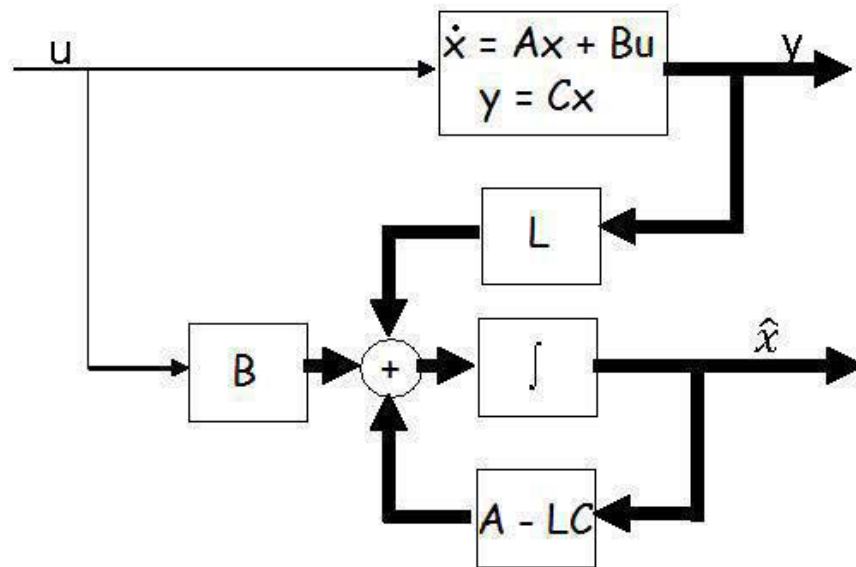 u
ẋ = Ax + Bu
y = Cx
y
L
B
+
∫
x̂
A - LC